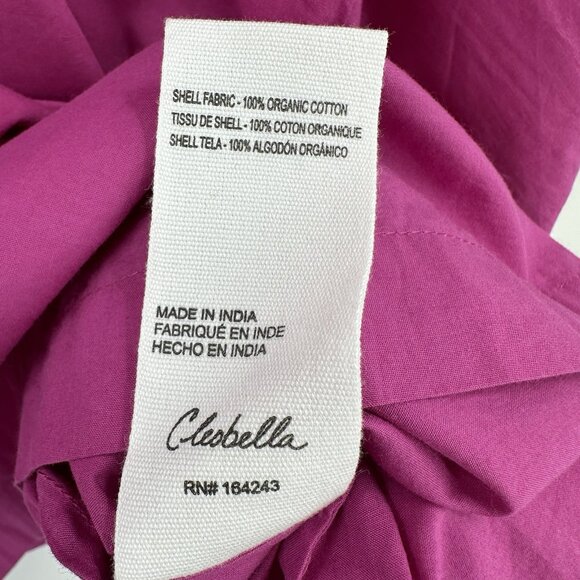 SHELL FABRIC - 100% ORGANIC COTTON
TISSU DE SHELL - 100% COTON ORGANIQUE
SHELL TELA - 100% ALGODÓN ORGÁNICO
MADE IN INDIA
FABRIQUÉ EN INDE
HECHO EN INDIA
Cleobella
RN# 164243